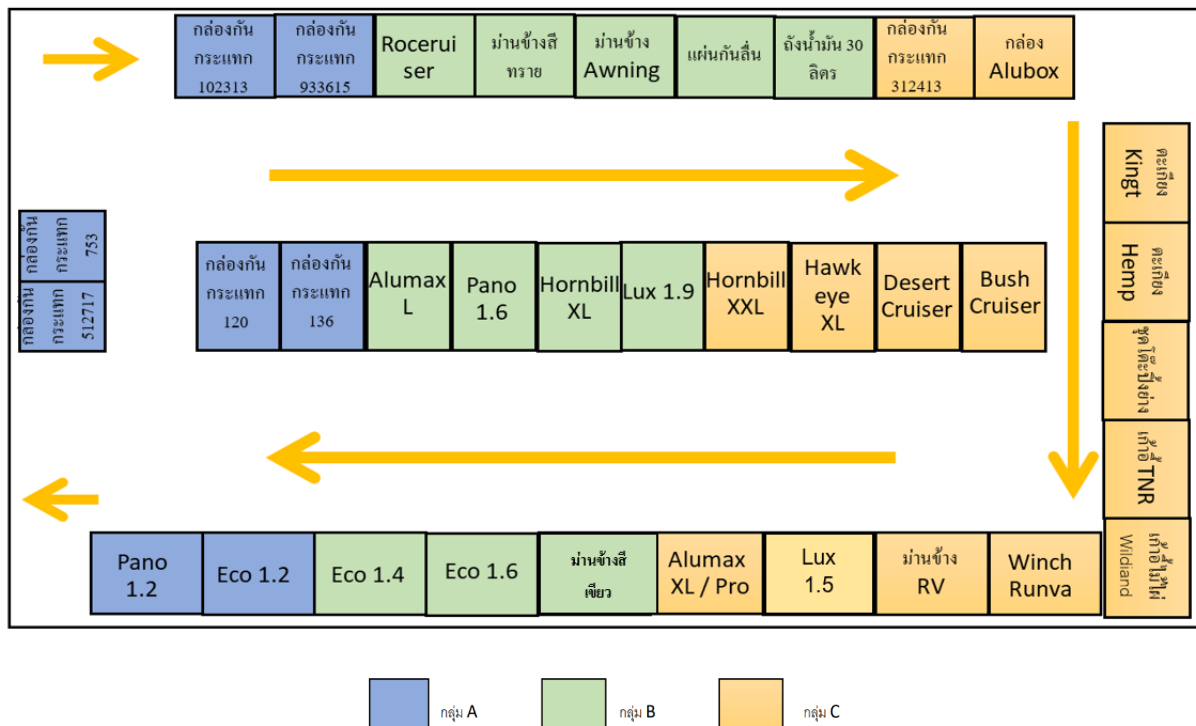 กล่องกัน
กระแทก
102313
กล่องกัน
กระแทก
933615
Rocerui
ser
ม่านข้างสี
ทราย
ม่านข้าง
Awning
แผ่นกันลื่น
ถังน้ำมัน 30
ลิตร
กล่องกัน
กระแทก
312413
กล่อง
Alubox
ตะเกียง
Kingt
ตะเกียง
Hemp
ชุดโต๊ะปิ้งย่าง
เก้าอี้ TNR
เก้าอี้ไม้ไผ่
Wildiand
กล่องกัน
กระแทก
753
กล่องกัน
กระแทก
512717
กล่องกัน
กระแทก
120
กล่องกัน
กระแทก
136
Alumax
L
Pano
1.6
Hornbill
XL
Lux 1.9
Hornbill
XXL
Hawk
eye
XL
Desert
Cruiser
Bush
Cruiser
Pano
1.2
Eco 1.2
Eco 1.4
Eco 1.6
ม่านข้างสี
เขียว
Alumax
XL / Pro
Lux
1.5
ม่านข้าง
RV
Winch
Runva
กลุ่ม A
กลุ่ม B
กลุ่ม C